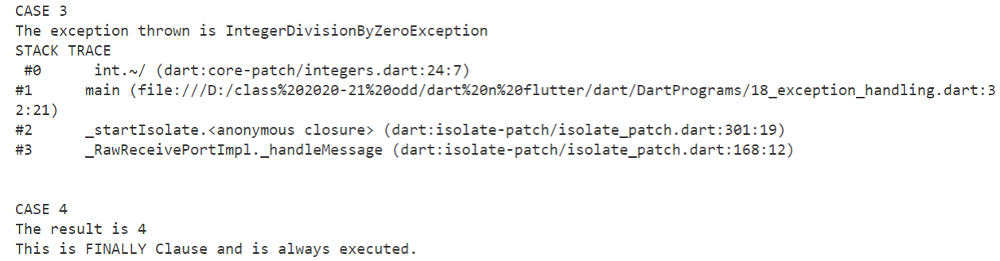 CASE 3
The exception thrown is IntegerDivisionByZeroException
STACK TRACE
#0      int.~/ (dart:core-patch/integers.dart:24:7)
#1      main (file:///D:/class%202020-21%20odd/dart%20n%20flutter/dart/DartPrograms/18_exception_handling.dart:3
2:21)
#2      _startIsolate.<anonymous closure> (dart:isolate-patch/isolate_patch.dart:301:19)
#3      _RawReceivePortImpl._handleMessage (dart:isolate-patch/isolate_patch.dart:168:12)
CASE 4
The result is 4
This is FINALLY Clause and is always executed.